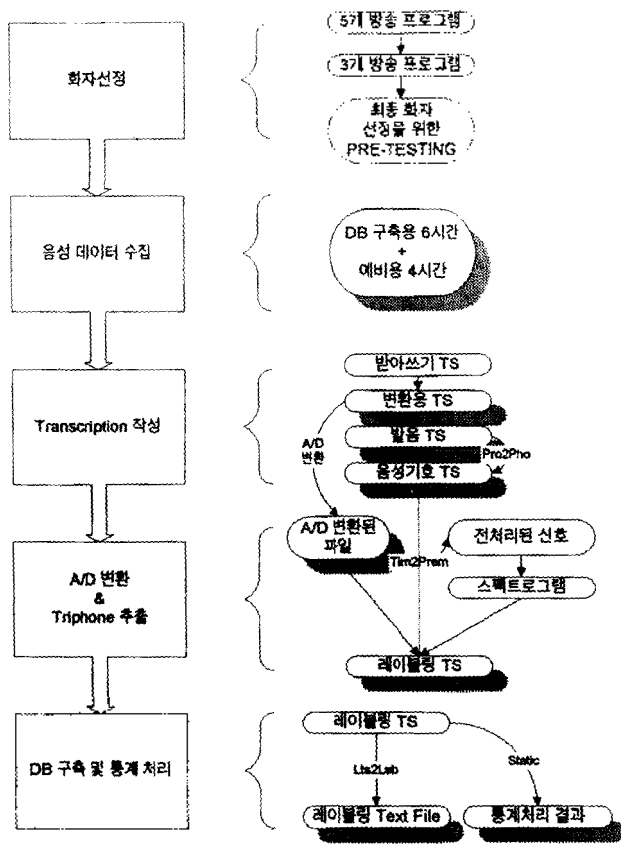 화자선정
5개 방송 프로그램
3개 방송 프로그램
최종 화자
선정을 위한
PRE-TESTING
음성 데이터 수집
DB 구축용 6시간
+
예비용 4시간
Transcription 작성
받아쓰기 TS
변환용 TS
발음 TS
Pro2Pho
음성기호 TS
A/D
변환
A/D 변환
&
Triphone 추출
A/D 변환된
파일
Tim2Prem
전처리된 신호
스펙트로그램
레이블링 TS
DB 구축 및 통계 처리
레이블링 TS
Lts2Lab
Static
레이블링 Text File
통계처리 결과